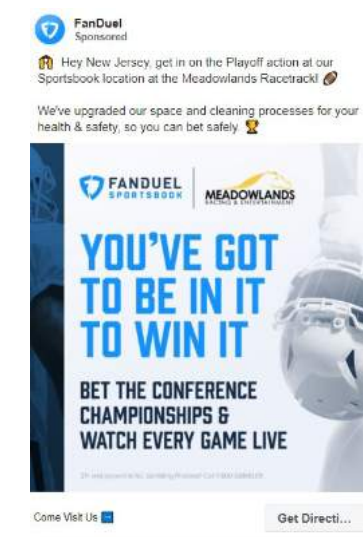 FanDuel
Sponsored
Hey New Jersey, get in on the Playoff action at our
Sportsbook location at the Meadowlands Racetrack!
We've upgraded our space and cleaning processes for your
health & safety, so you can bet safely.
FANDUEL
SPORTSBOOK
MEADOWLANDS
RACING & ENTERTAINMENT
YOU'VE GOT
TO BE IN IT
TO WIN IT
BET THE CONFERENCE
CHAMPIONSHIPS &
WATCH EVERY GAME LIVE
Come Visit Us
Get Directi...